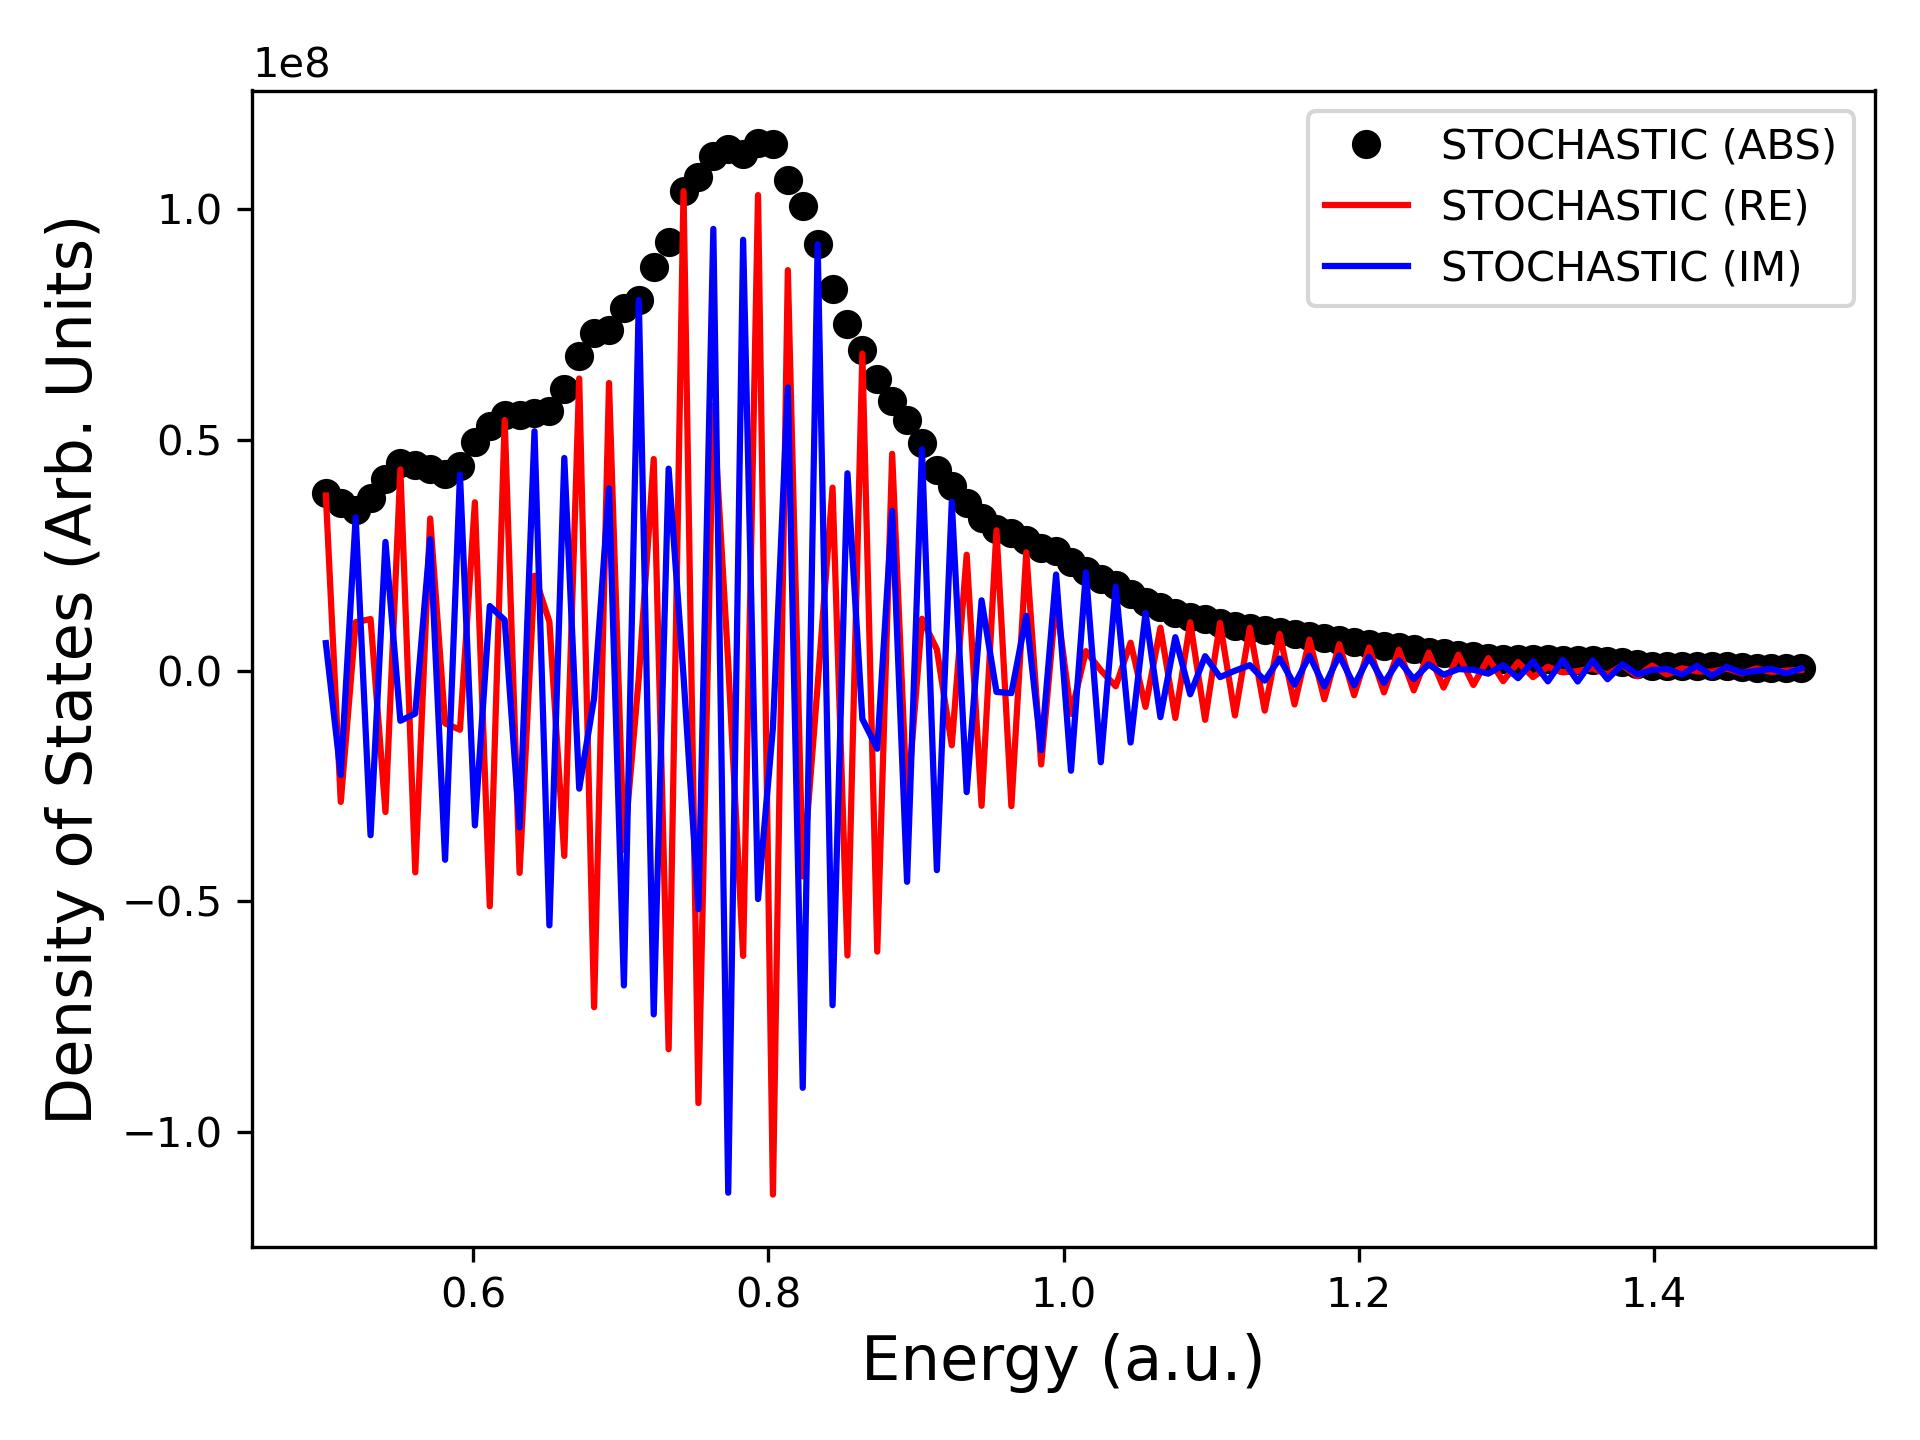 1e8
Density of States (Arb. Units)
1.0
0.5
0.0
−0.5
−1.0
STOCHASTIC (ABS)
STOCHASTIC (RE)
STOCHASTIC (IM)
0.6
0.8
1.0
1.2
1.4
Energy (a.u.)